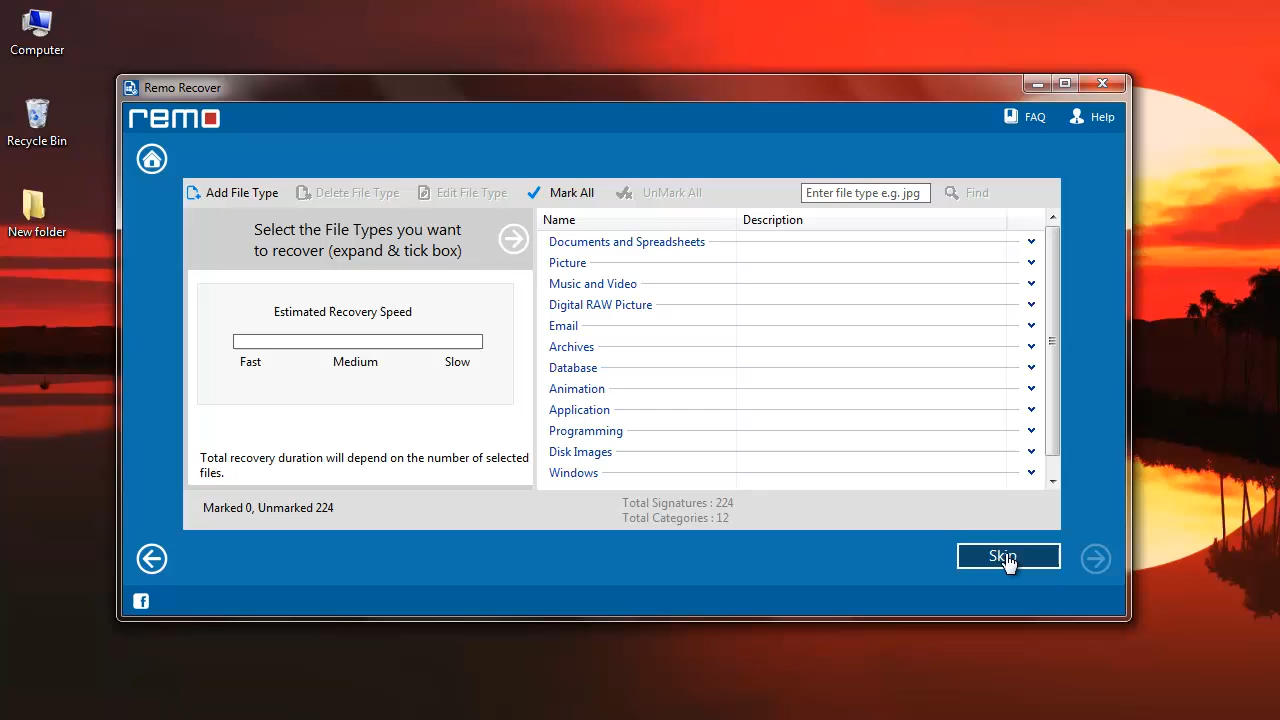 Computer
Recycle Bin
New folder
Remo Recover
remo
FAQ
Help
Add File Type
Delete File Type
Edit File Type
Mark All
UnMark All
Enter file type e.g. jpg
Find
Select the File Types you want
to recover (expand & tick box)
Estimated Recovery Speed
Fast
Medium
Slow
Total recovery duration will depend on the number of selected
files.
Name
Description
Documents and Spreadsheets
Picture
Music and Video
Digital RAW Picture
Email
Archives
Database
Animation
Application
Programming
Disk Images
Windows
Marked 0, Unmarked 224
Total Signatures : 224
Total Categories : 12
Skip
f